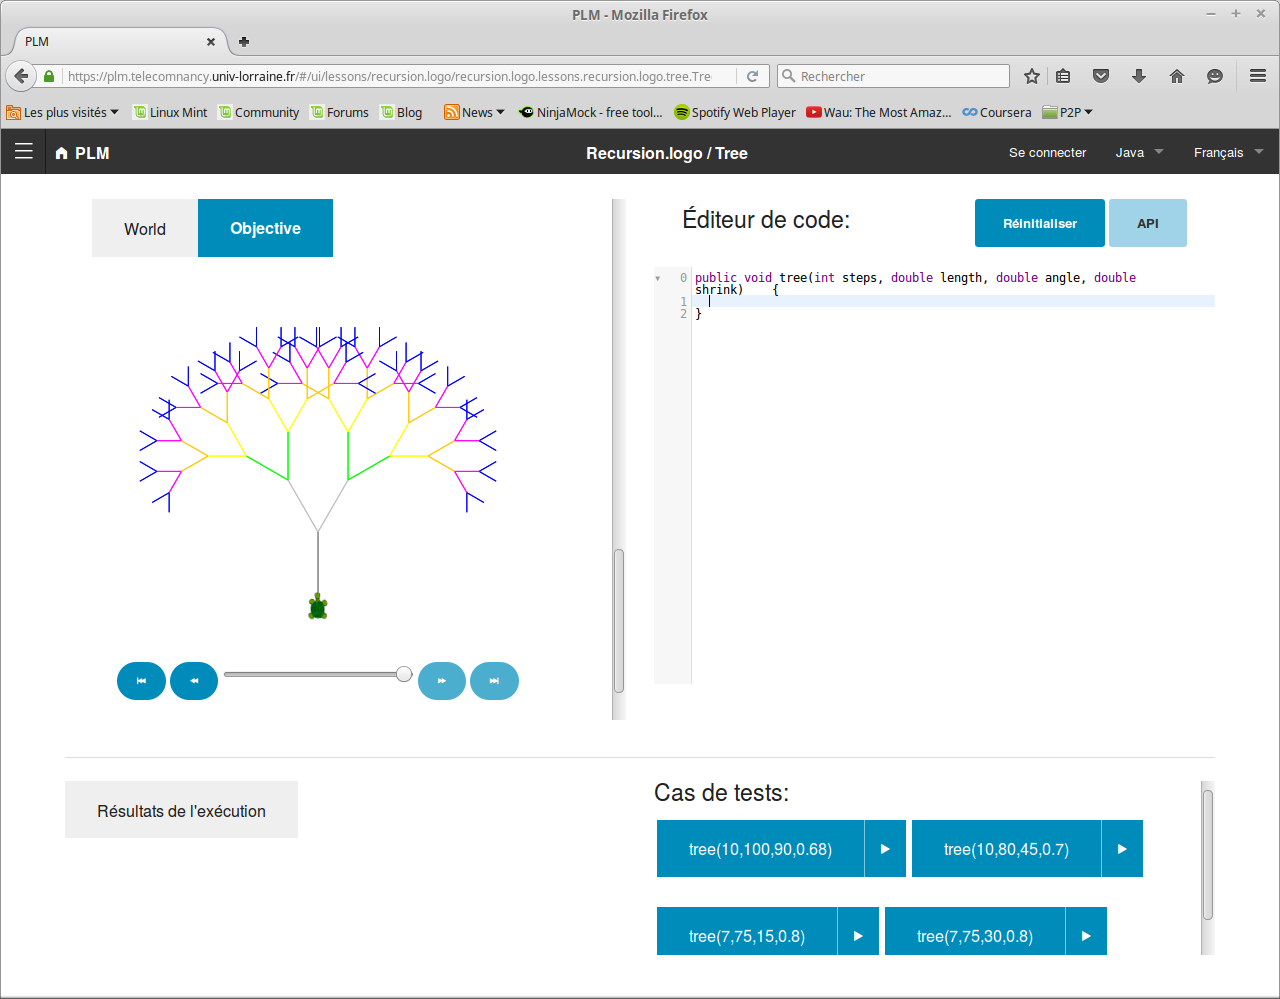 PLM - Mozilla Firefox
PLM
https://plm.telecomnancy.univ-lorraine.fr/#/ui/lessons/recursion.logo/recursion.logo.lessons.recursion.logo.tree.Tre
Rechercher
Les plus visités
Linux Mint
Community
Forums
Blog
News
NinjaMock - free tool...
Spotify Web Player
Wau: The Most Amaz...
Coursera
P2P
PLM
Recursion.logo / Tree
Se connecter
Java
Français
World
Objective
Éditeur de code:
Réinitialiser
API
0 public void tree(int steps, double length, double angle, double
shrink)    {
1
2 }
Résultats de l'exécution
Cas de tests:
tree(10,100,90,0.68)
tree(10,80,45,0.7)
tree(7,75,15,0.8)
tree(7,75,30,0.8)